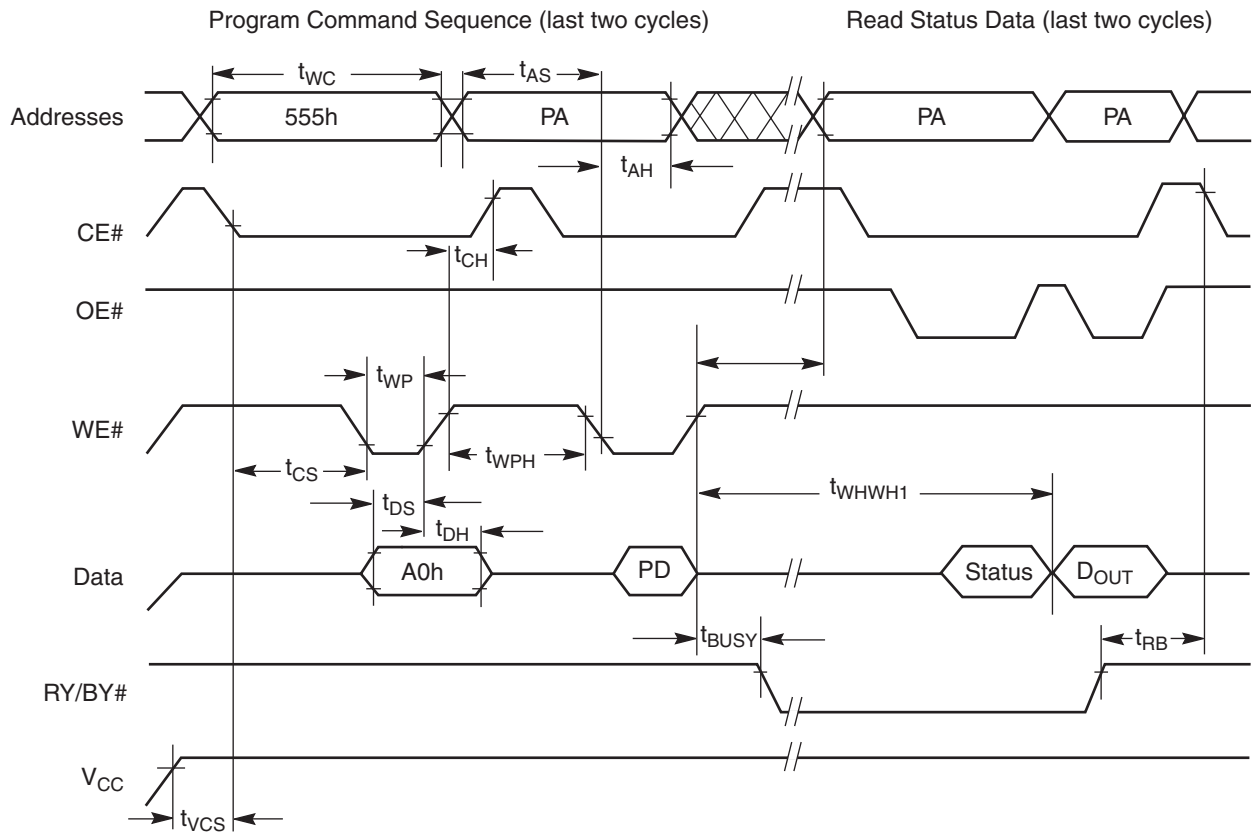 Program Command Sequence (last two cycles)
Read Status Data (last two cycles)
tWC
tAS
Addresses
555h
PA
PA
PA
tAH
CE#
tCH
OE#
tWP
WE#
tWPH
tCS
tWHWH1
tDS
tDH
Data
A0h
PD
Status
DOUT
tBUSY
tRB
RY/BY#
VCC
tVCS